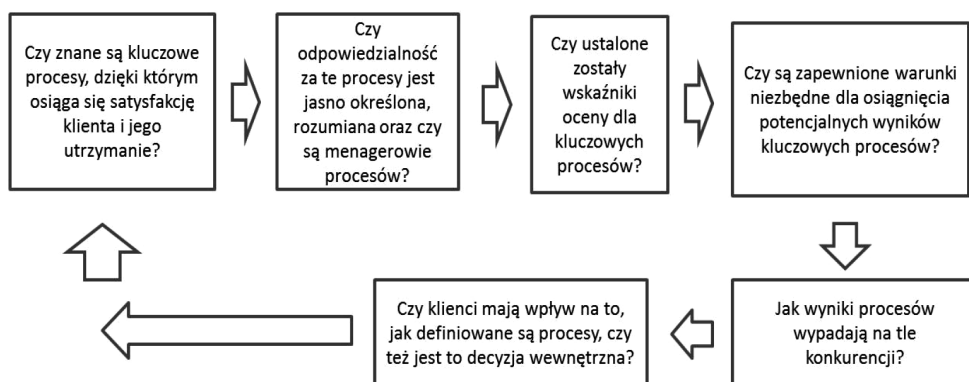 Czy znane są kluczowe
procesy, dzięki którym
osiąga się satysfakcję
klienta i jego
utrzymanie?
Czy
odpowiedzialność
za te procesy jest
jasno określona,
rozumiana oraz czy
są menagerowie
procesów?
Czy ustalone
zostały
wskaźniki
oceny dla
kluczowych
procesów?
Czy są zapewnione warunki
niezbędne dla osiągnięcia
potencjalnych wyników
kluczowych procesów?
Jak wyniki procesów
wypadają na tle
konkurencji?
Czy klienci mają wpływ na to,
jak definiowane są procesy, czy
też jest to decyzja wewnętrzna?